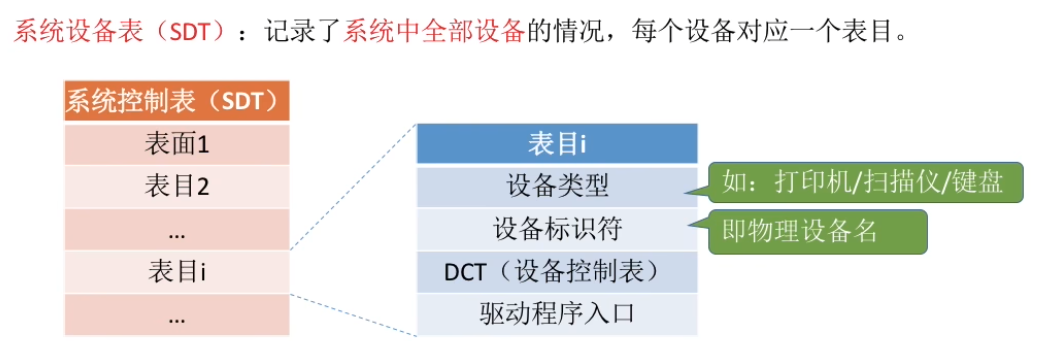 系统设备表（SDT）：记录了系统中全部设备的情况，每个设备对应一个表目。
系统控制表（SDT）
表面1
表目2
...
表目i
...
表目i
设备类型
设备标识符
DCT（设备控制表）
驱动程序入口
如：打印机/扫描仪/键盘
即物理设备名